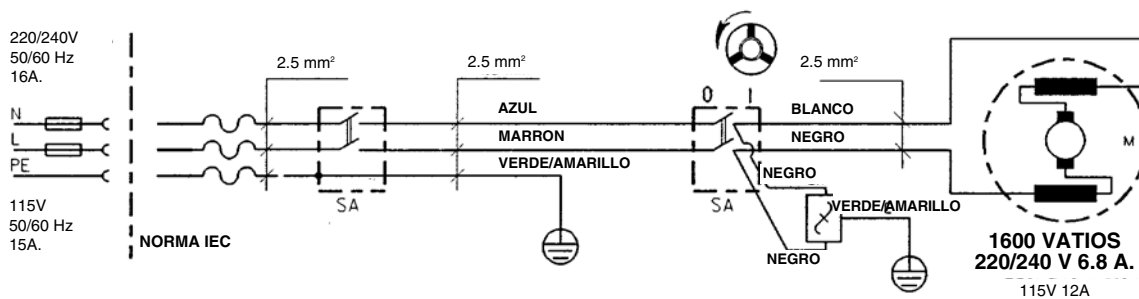 220/240V
50/60 Hz
16A.
N
L
PE
115V
50/60 Hz
15A.
NORMA IEC
2.5 mm²
SA
2.5 mm²
AZUL
MARRON
VERDE/AMARILLO
0 I
SA
2.5 mm²
BLANCO
NEGRO
NEGRO
VERDE/AMARILLO
NEGRO
M
1600 VATIOS
220/240 V 6.8 A.
115V 12A